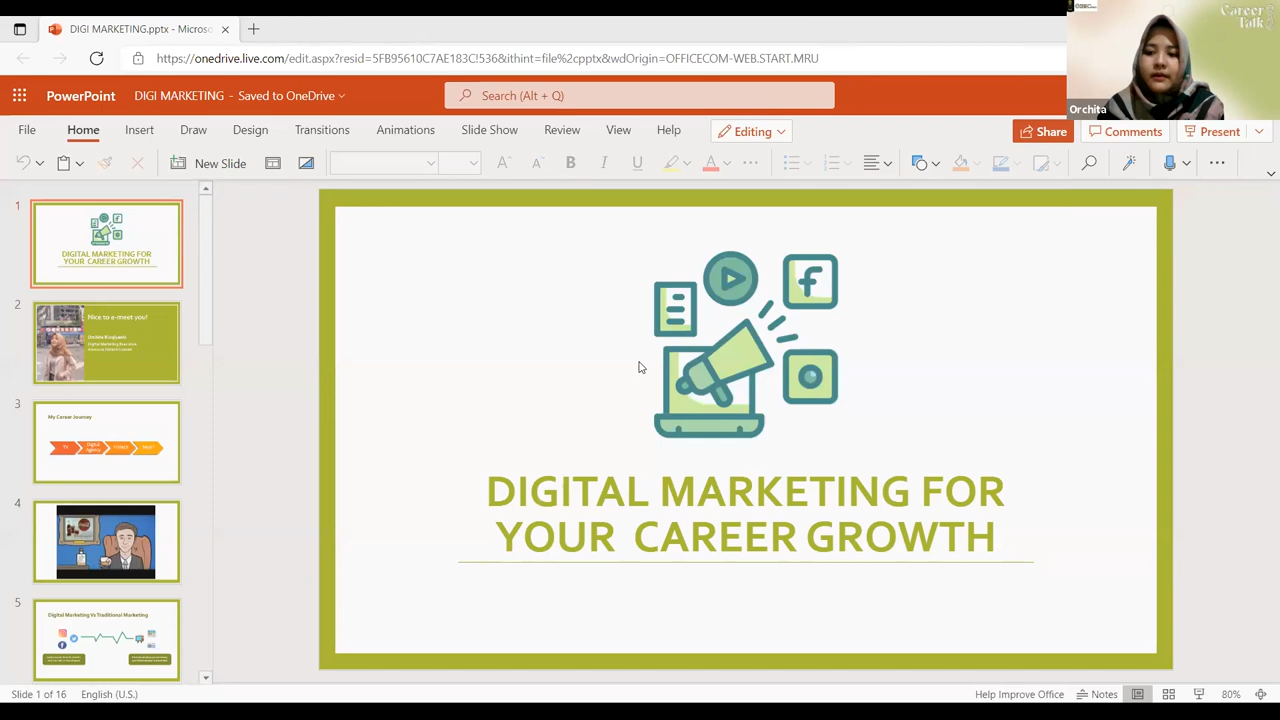 DIGI MARKETING.pptx - Microso
https://onedrive.live.com/edit.aspx?resid=5FB95610C7AE183C!536&ithint=file%2cpptx&wdOrigin=OFFICECOM-WEB.START.MRU
Career
Talk
Orchita
PowerPoint
DIGI MARKETING - Saved to OneDrive
Search (Alt + Q)
File
Home
Insert
Draw
Design
Transitions
Animations
Slide Show
Review
View
Help
Editing
Share
Comments
Present
New Slide
B
I
U
A
1
DIGITAL MARKETING FOR
YOUR CAREER GROWTH
2
Nice to e-meet you!
3
My Career Journey
4
5
Digital Marketing Vs Traditional Marketing
f
DIGITAL MARKETING FOR
YOUR CAREER GROWTH
Slide 1 of 16
English (U.S.)
Help Improve Office
Notes
80%